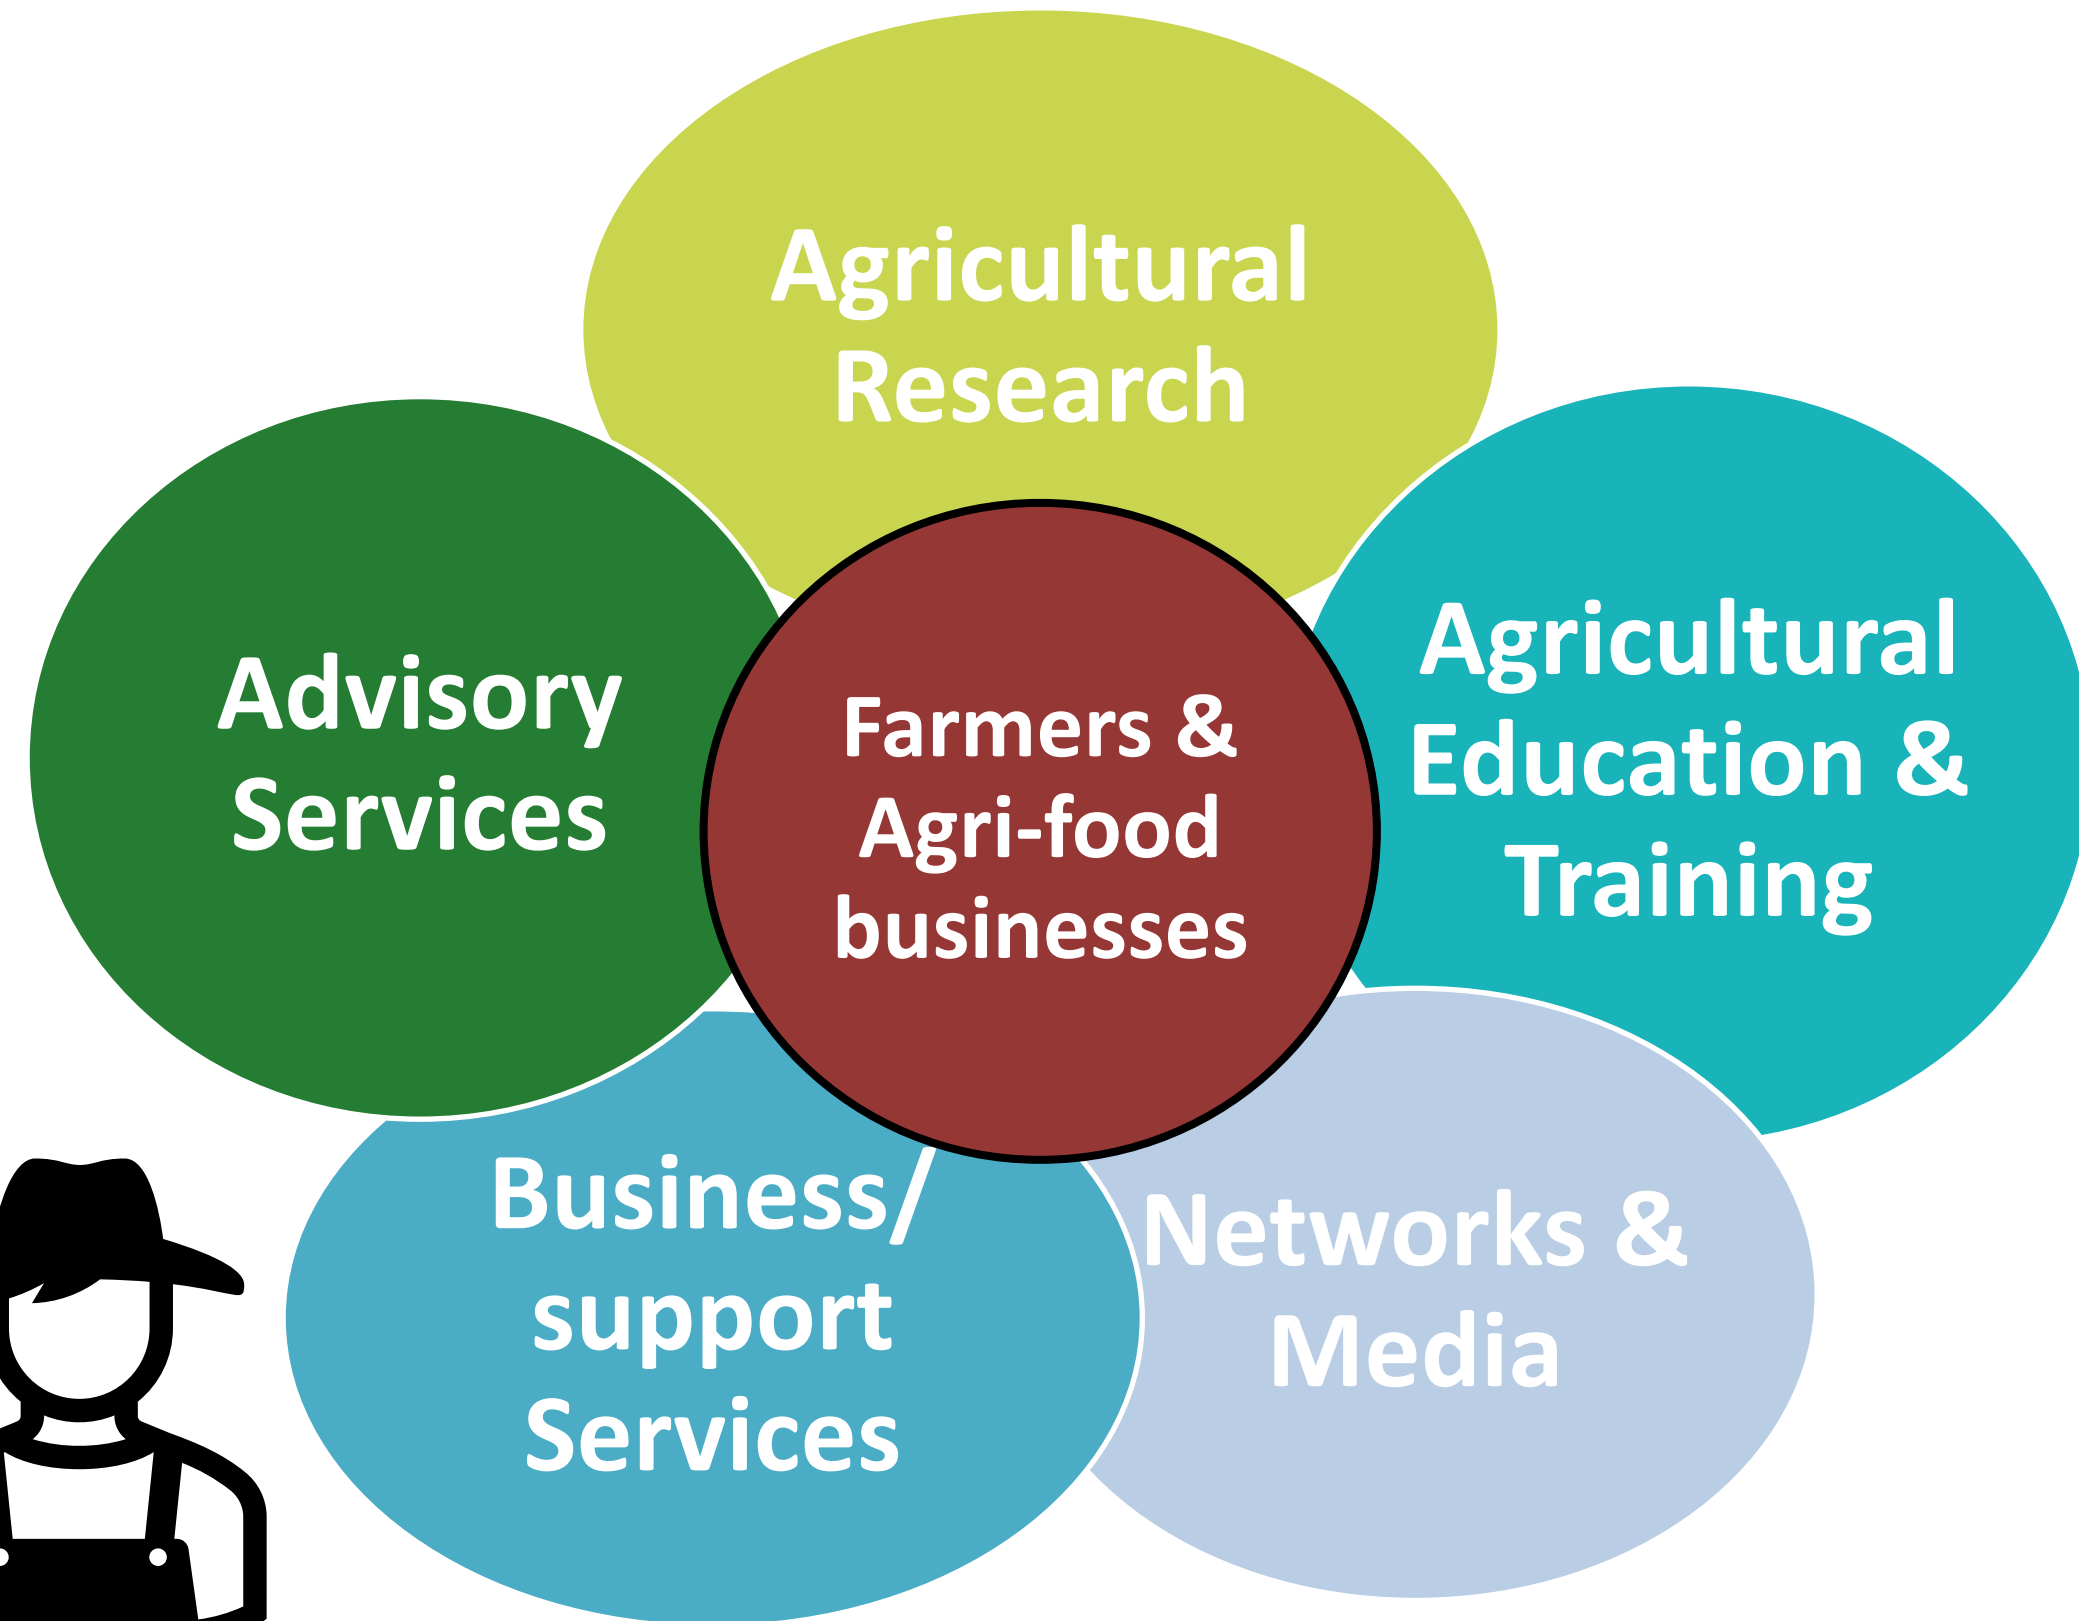 Agricultural
Research
Advisory
Services
Farmers &
Agri-food
businesses
Agricultural
Education &
Training
Business/
support
Services
Networks &
Media